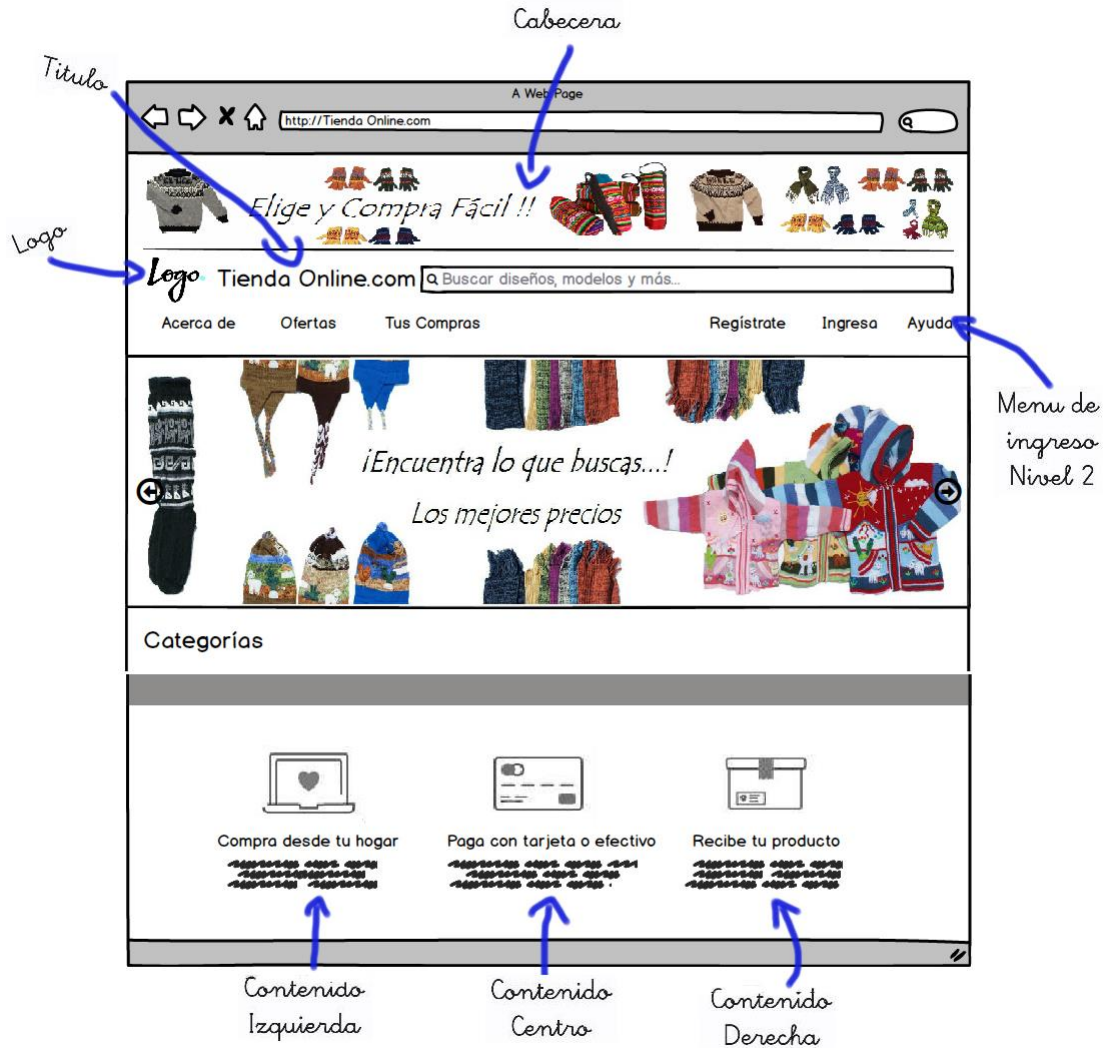 Cabecera
Titulo
A Web Page
http://Tienda Online.com
Elige y Compra Fácil !!
Logo
Logo Tienda Online.com Buscar diseños, modelos y más...
Acerca de Ofertas Tus Compras Regístrate Ingresa Ayuda
Menu de
ingreso
Nivel 2
¡Encuentra lo que buscas...!
Los mejores precios
Categorías
Compra desde tu hogar Paga con tarjeta o efectivo Recibe tu producto
Contenido
Izquierda
Contenido
Centro
Contenido
Derecha